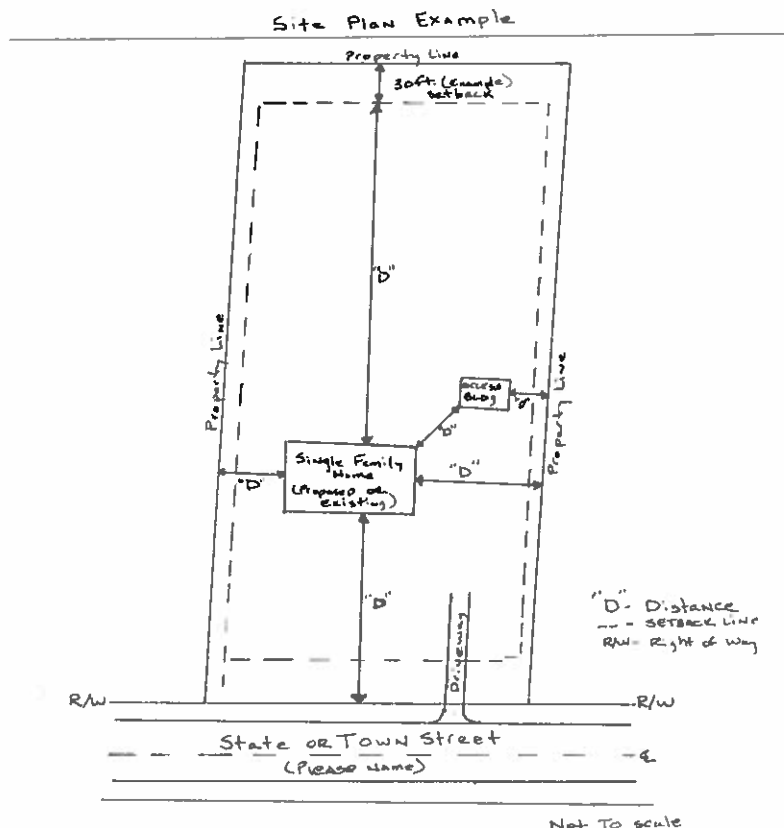 Site Plan Example
Property Line
30ft. (Example)
setback
"D"
Property Line
Property Line
Access
Bldg
"d"
"D"
Single Family
Home
(Proposed or
existing)
"D"
"D"
"D"
Driveway
"D" - Distance
--- SETBACK LINE
R/W - Right of Way
R/W
R/W
State or Town Street
(Please Name)
Not To scale